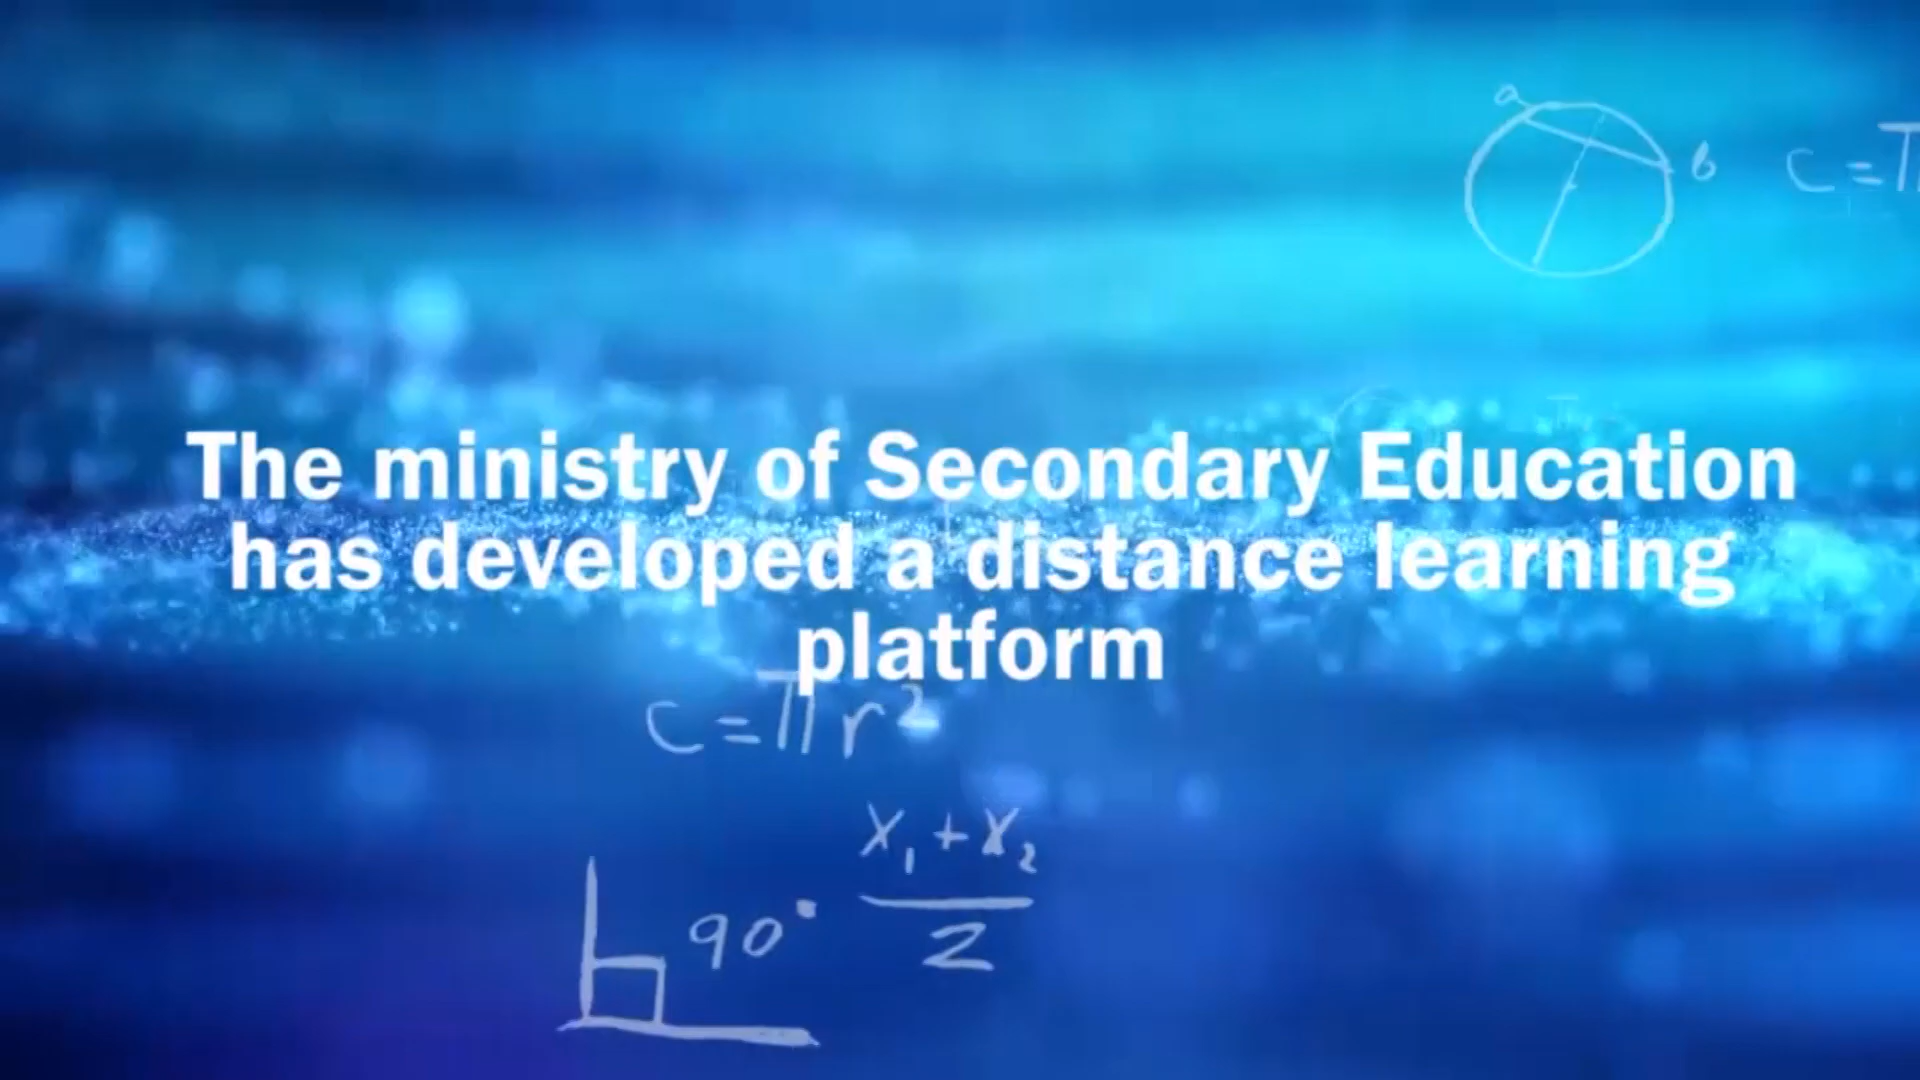 a
b C=π
The ministry of Secondary Education
has developed a distance learning
platform
C=πr²
x₁+x₂
90°
2